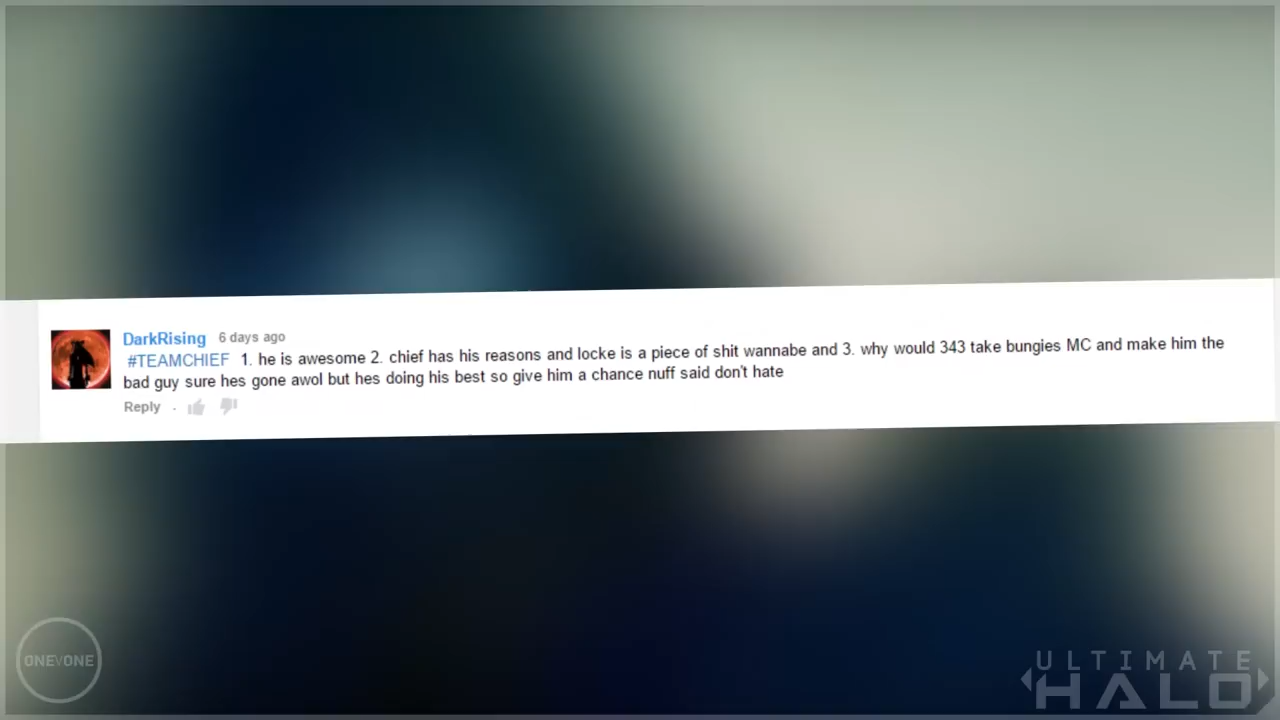 DarkRising 6 days ago
#TEAMCHIEF 1. he is awesome 2. chief has his reasons and locke is a piece of shit wannabe and 3. why would 343 take bungies MC and make him the
bad guy sure hes gone awol but hes doing his best so give him a chance nuff said don't hate
Reply .
ONEVONE
ULTIMATE
HALO